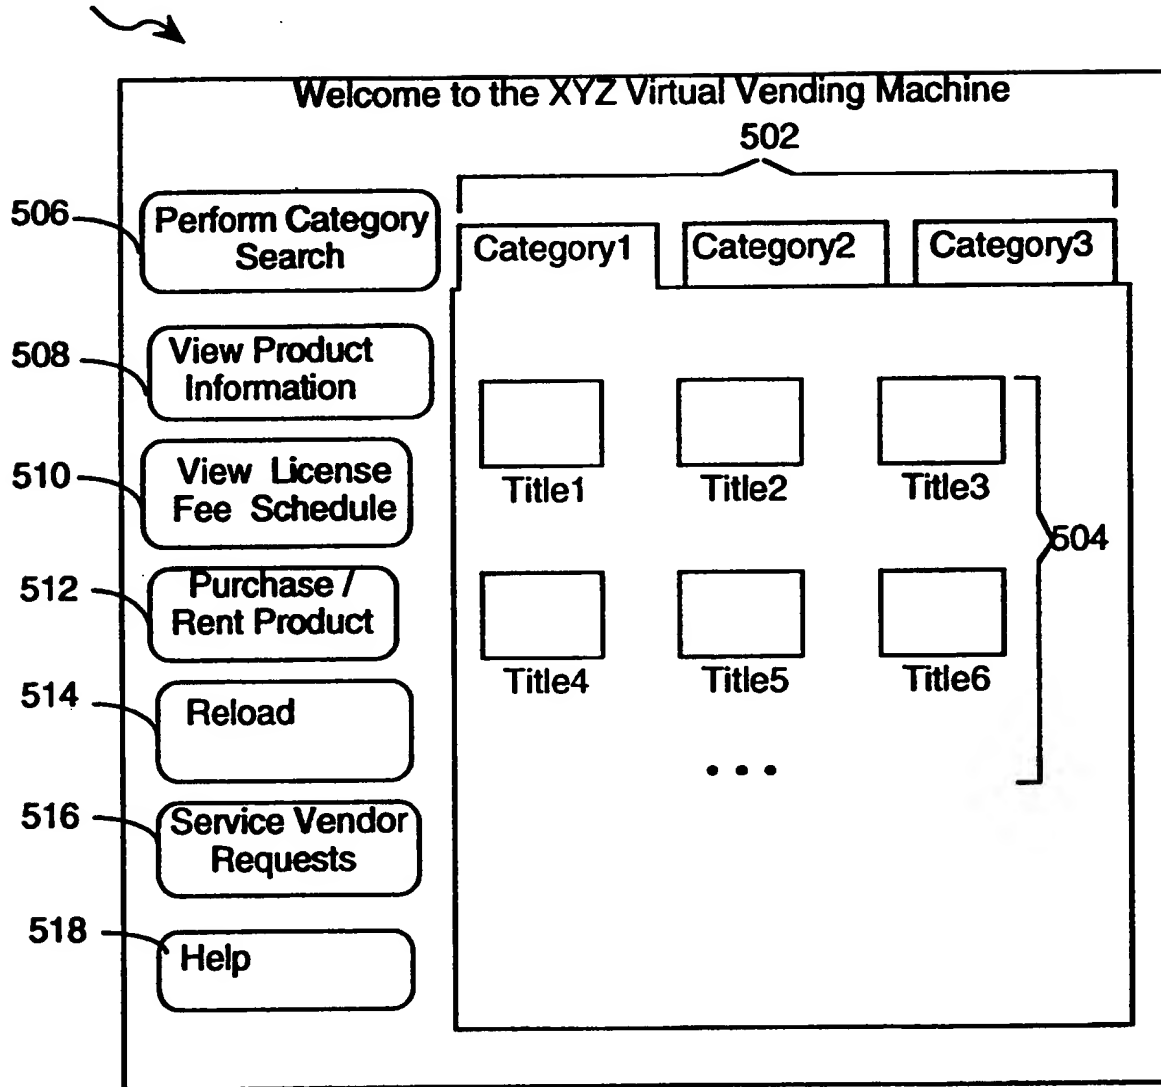 Welcome to the XYZ Virtual Vending Machine
502
506
Perform Category
Search
Category1
Category2
Category3
508
View Product
Information
510
View License
Fee Schedule
Title1
Title2
Title3
504
512
Purchase /
Rent Product
Title4
Title5
Title6
514
Reload
...
516
Service Vendor
Requests
518
Help